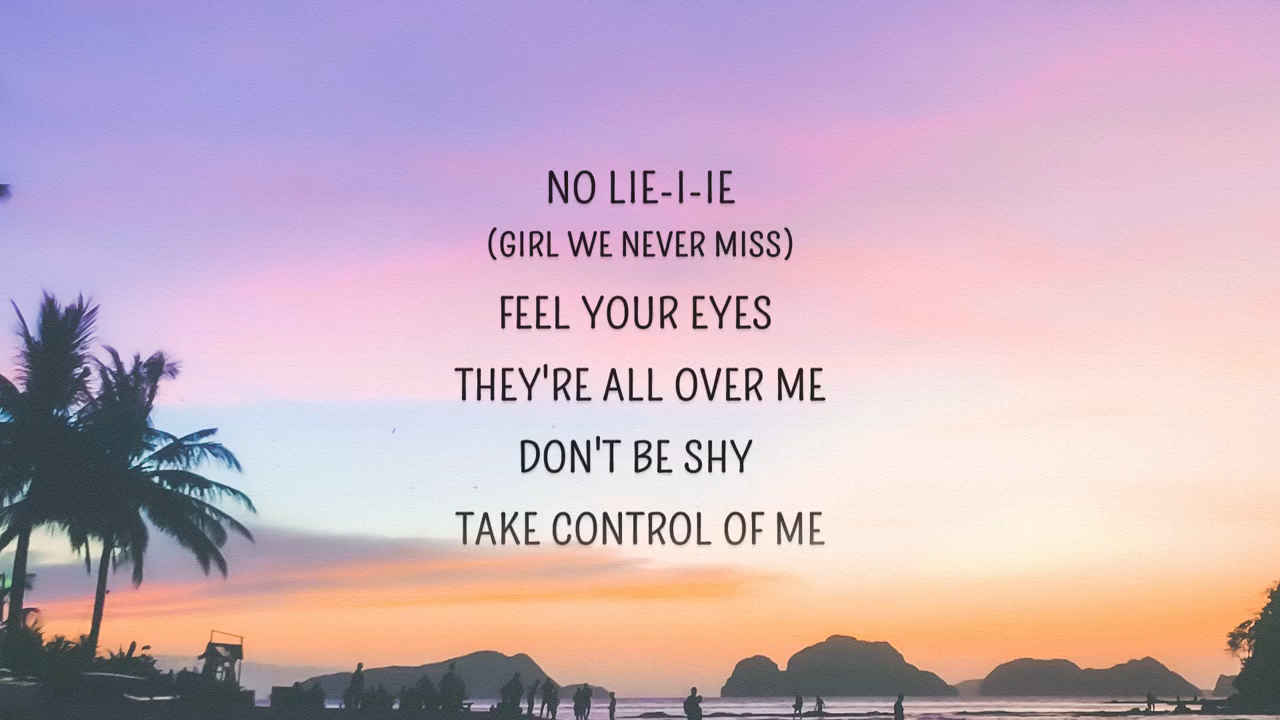 NO LIE-I-IE
(GIRL WE NEVER MISS)
FEEL YOUR EYES
THEY'RE ALL OVER ME
DON'T BE SHY
TAKE CONTROL OF ME